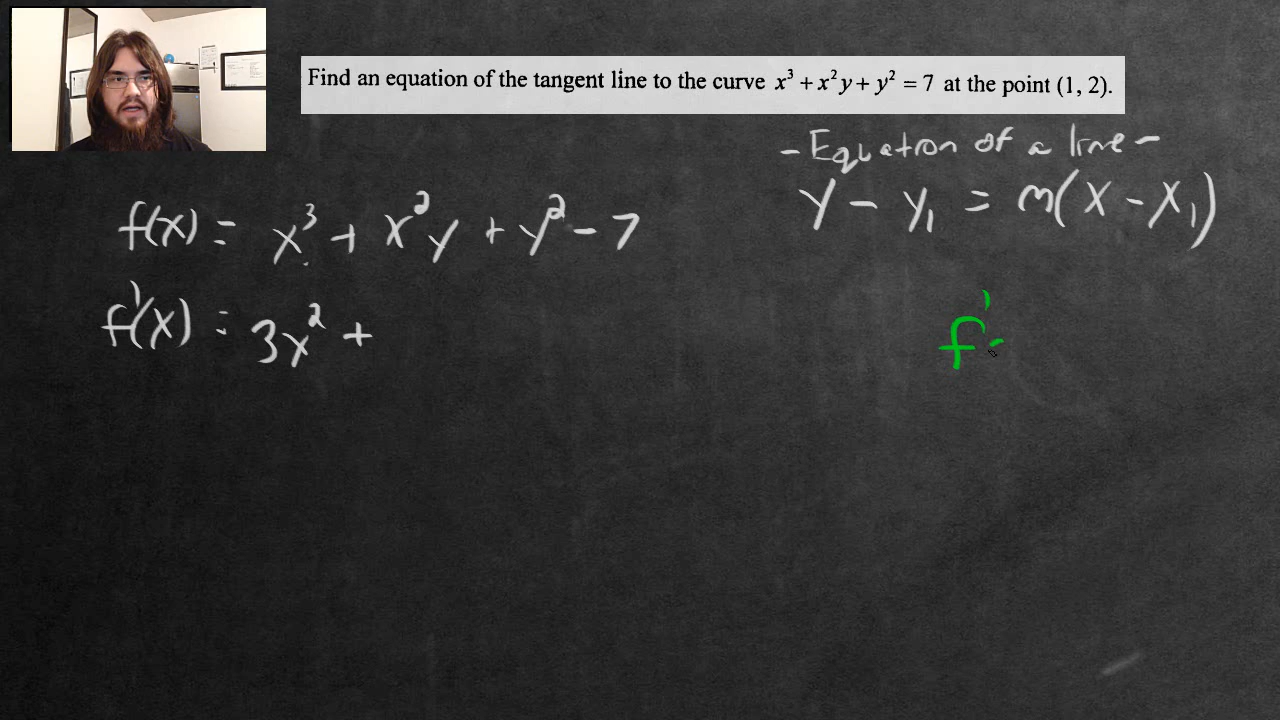 Find an equation of the tangent line to the curve x³ + x²y + y² = 7 at the point (1, 2).
- Equation of a line -
y - y₁ = m(x - x₁)
f(x) = x³ + x²y + y² - 7
f'(x) = 3x² +
f' =